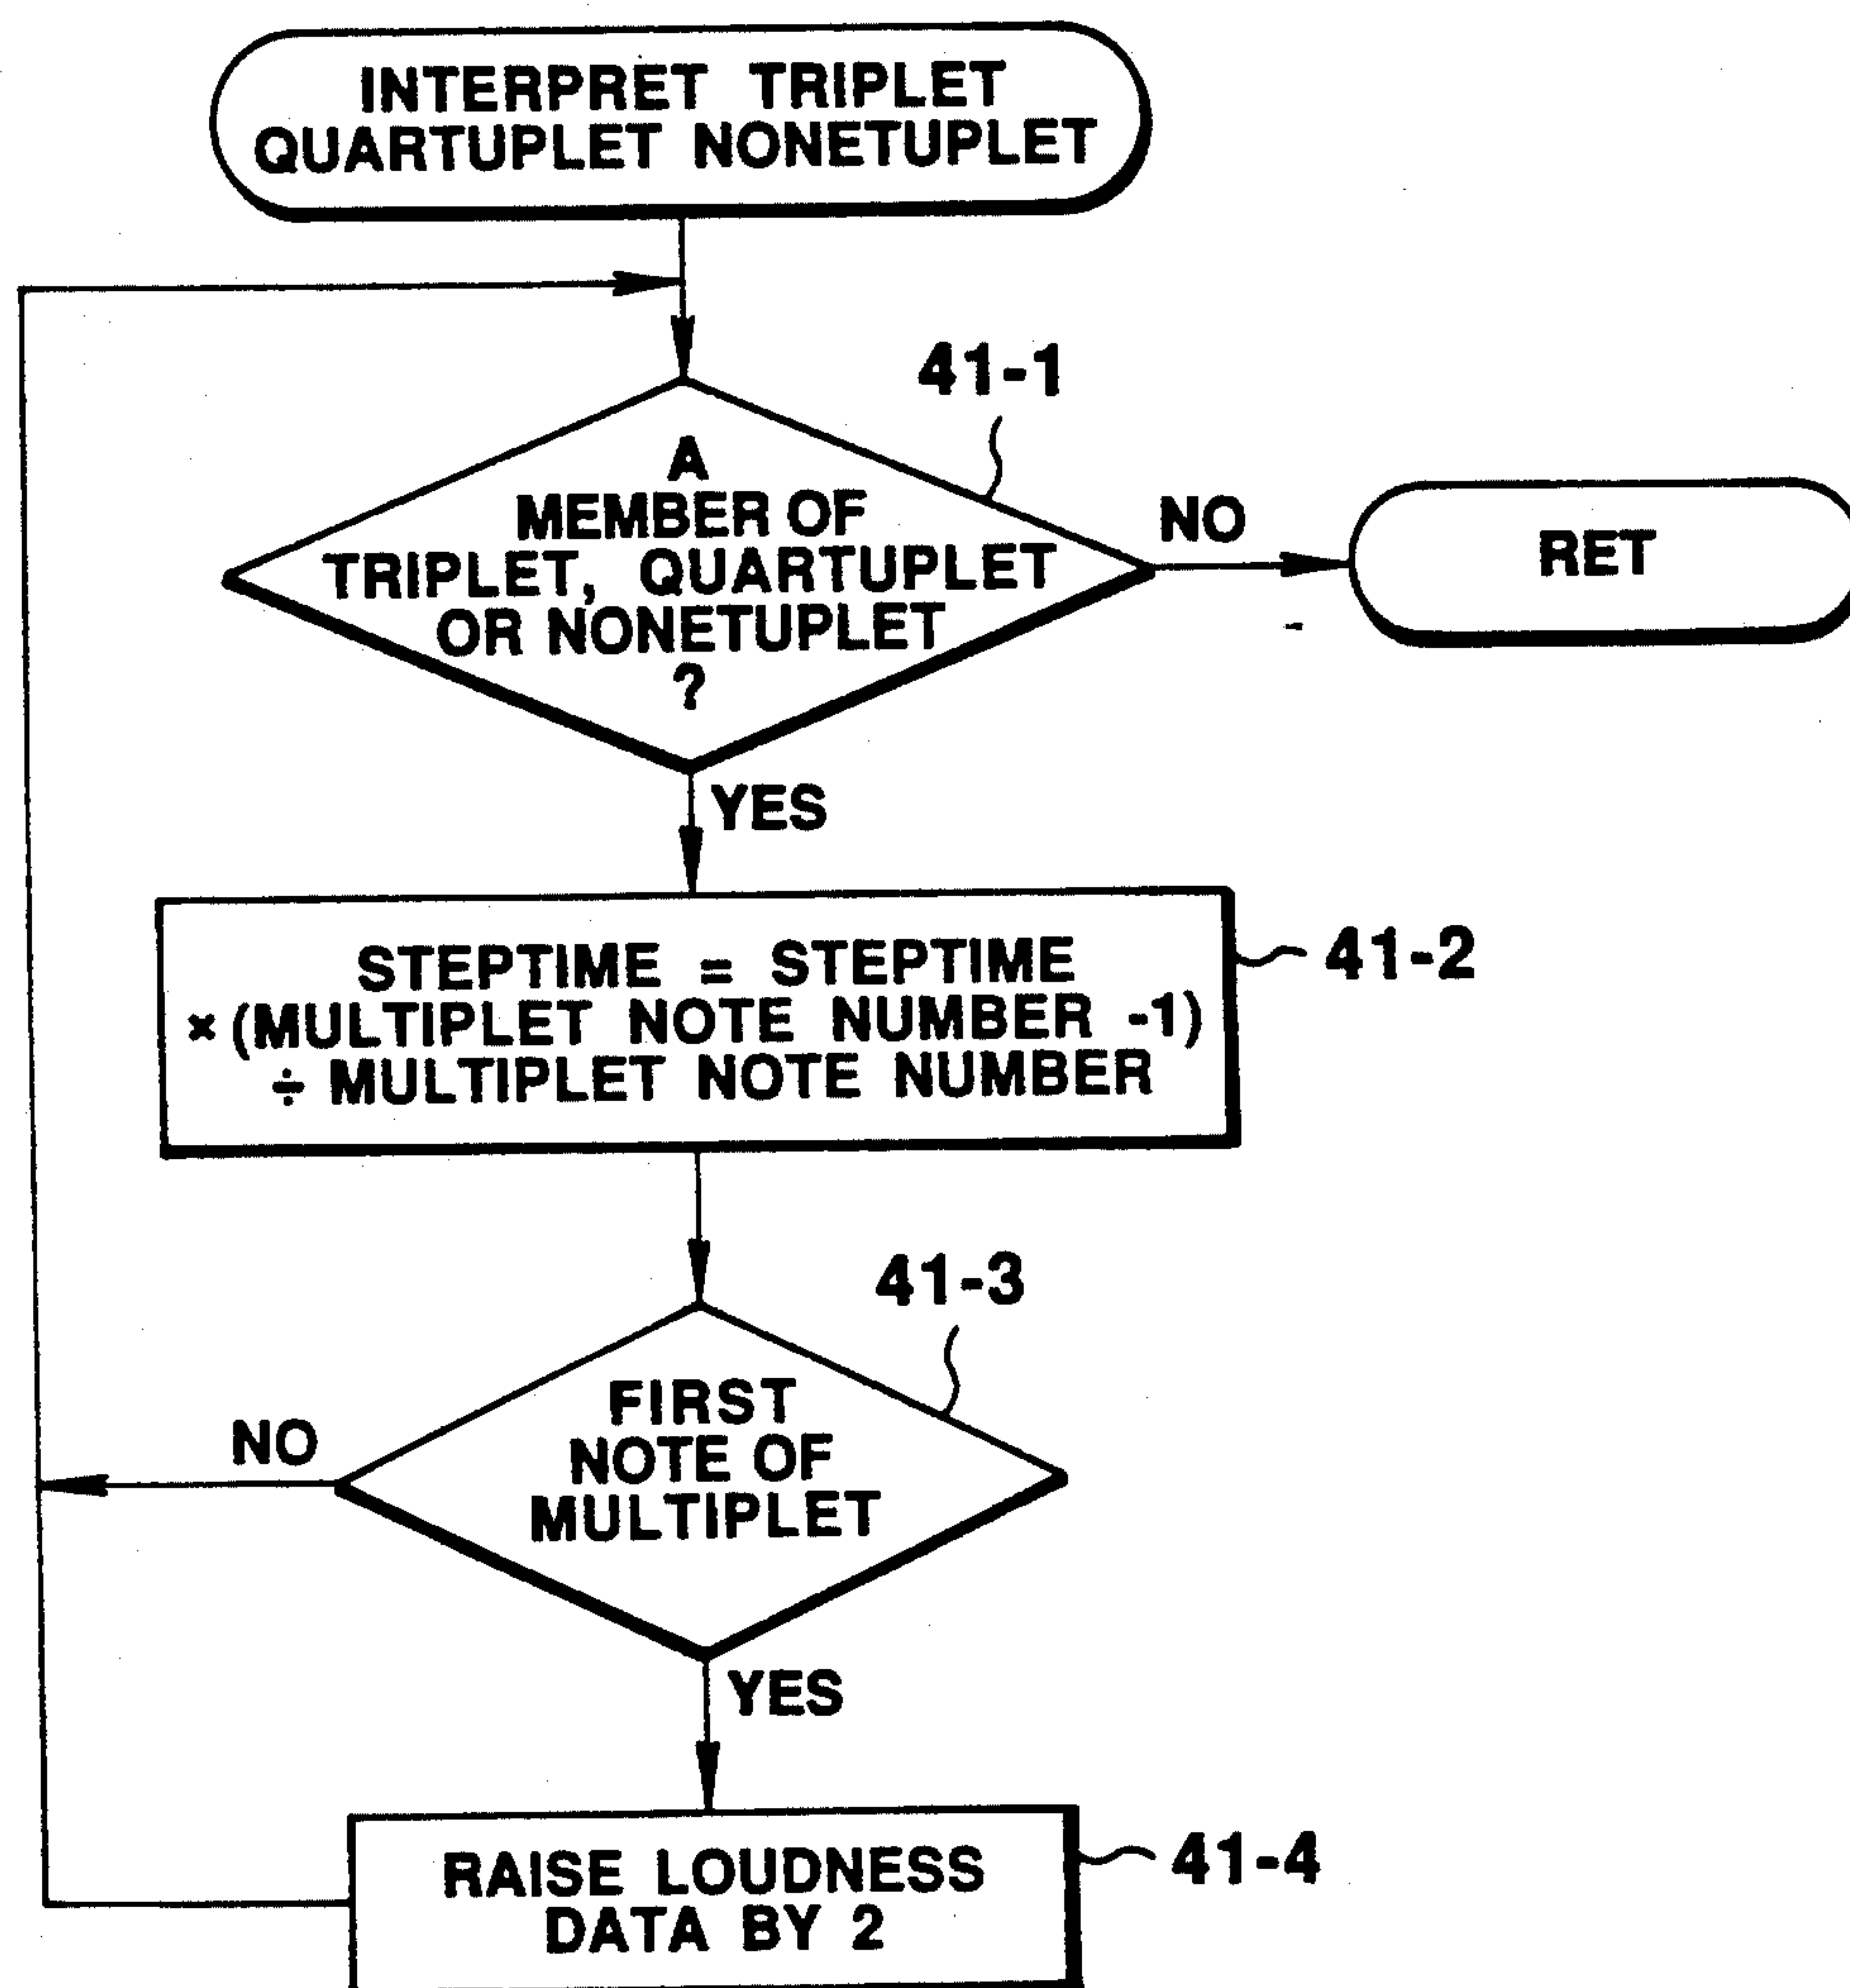 INTERPRET TRIPLET
QUARTUPLET NONETUPLET
41-1
A
MEMBER OF
TRIPLET, QUARTUPLET
OR NONETUPLET
?
NO
RET
YES
STEPTIME = STEPTIME
×(MULTIPLET NOTE NUMBER -1)
÷ MULTIPLET NOTE NUMBER
41-2
41-3
FIRST
NOTE OF
MULTIPLET
NO
YES
RAISE LOUDNESS
DATA BY 2
41-4